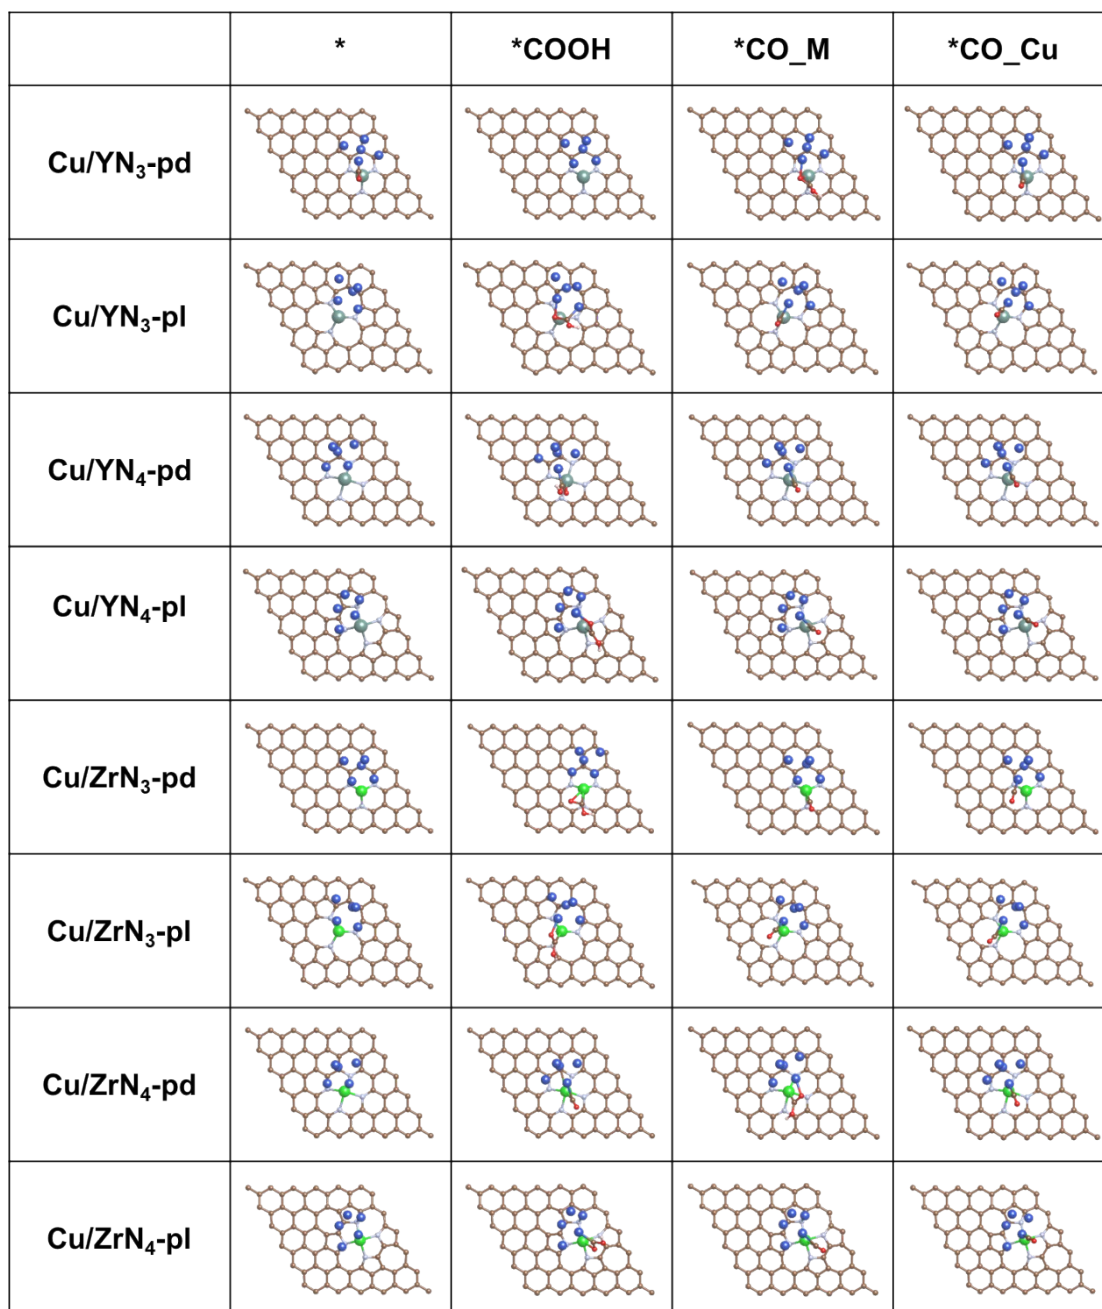 * *COOH *CO_M *CO_Cu
Cu/YN₃-pd
Cu/YN₃-pl
Cu/YN₄-pd
Cu/YN₄-pl
Cu/ZrN₃-pd
Cu/ZrN₃-pl
Cu/ZrN₄-pd
Cu/ZrN₄-pl